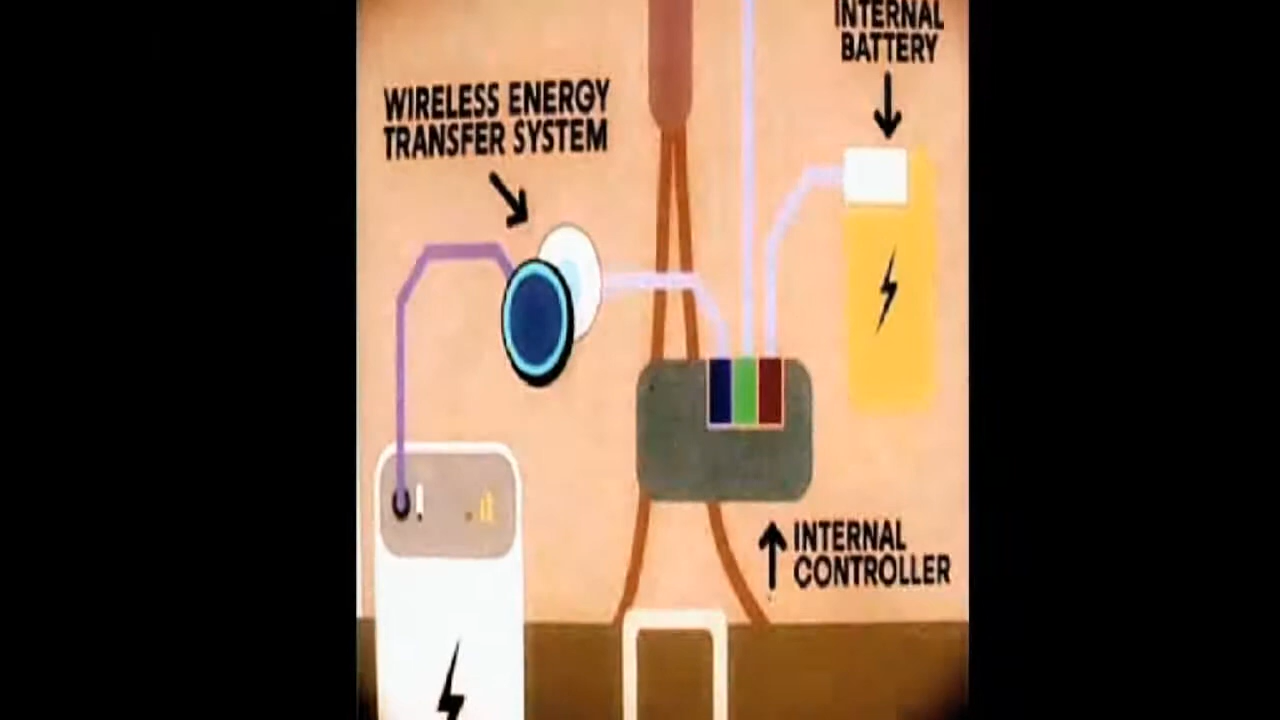 INTERNAL
BATTERY
WIRELESS ENERGY
TRANSFER SYSTEM
INTERNAL
CONTROLLER